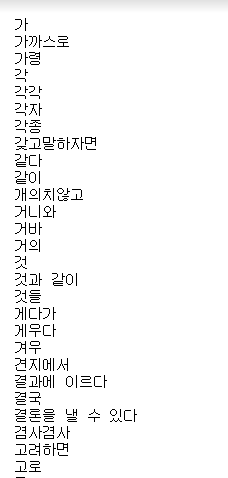 가
가까스로
가령
각
각각
각자
각종
갖고말하자면
같다
같이
개의치않고
거니와
거바
거의
것
것과 같이
것들
게다가
게우다
겨우
견지에서
결과에 이르다
결국
결론을 낼 수 있다
겸사겸사
고려하면
고로